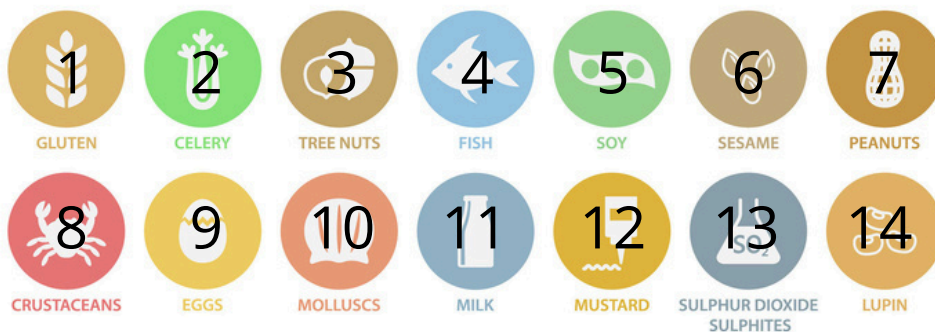 1 2 3 4 5 6 7
GLUTEN CELERY TREE NUTS FISH SOY SESAME PEANUTS
8 9 10 11 12 13 14
SO2
CRUSTACEANS EGGS MOLLUSCS MILK MUSTARD SULPHUR DIOXIDE LUPIN
SULPHITES